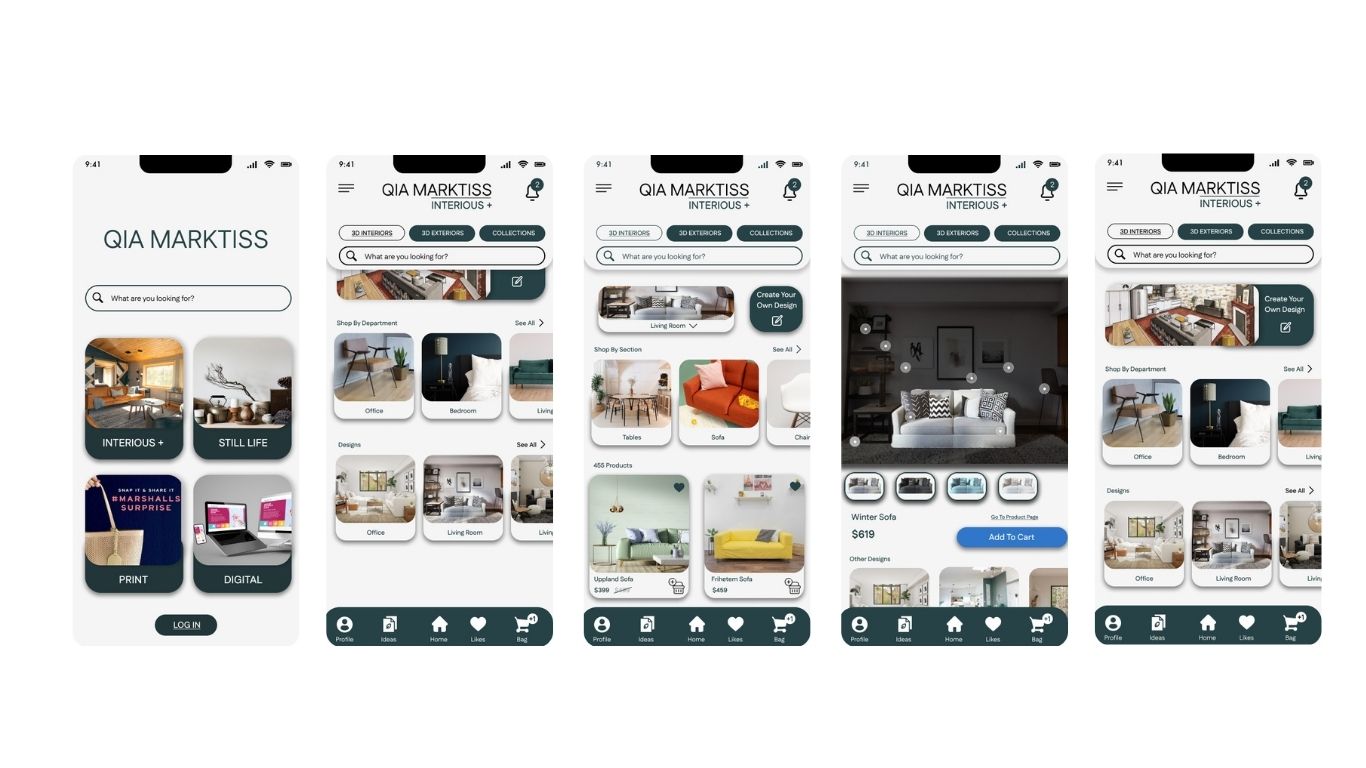 9:41
QIA MARKTISS
What are you looking for?
INTERIOUS +
STILL LIFE
SNAP IT & SHARE IT
#MARSHALLS
SURPRISE
PRINT
DIGITAL
LOG IN
9:41
QIA MARKTISS
INTERIOUS +
2
3D INTERIORS
3D EXTERIORS
COLLECTIONS
What are you looking for?
Shop By Department
See All
Office
Bedroom
Living
Designs
See All
Office
Living Room
Livin
Profile
Ideas
Home
Likes
Bag
+1
9:41
QIA MARKTISS
INTERIOUS +
2
3D INTERIORS
3D EXTERIORS
COLLECTIONS
What are you looking for?
Living Room
Create Your
Own Design
Shop By Section
See All
Tables
Sofa
Chair
455 Products
Uppland Sofa
$399
Frihetem Sofa
$459
Profile
Ideas
Home
Likes
Bag
+1
9:41
QIA MARKTISS
INTERIOUS +
2
3D INTERIORS
3D EXTERIORS
COLLECTIONS
What are you looking for?
Winter Sofa
Go To Product Page
$619
Add To Cart
Other Designs
Profile
Ideas
Home
Likes
Bag
+1
9:41
QIA MARKTISS
INTERIOUS +
2
3D INTERIORS
3D EXTERIORS
COLLECTIONS
What are you looking for?
Create Your
Own Design
Shop By Department
See All
Office
Bedroom
Living
Designs
See All
Office
Living Room
Livin
Profile
Ideas
Home
Likes
Bag
+1